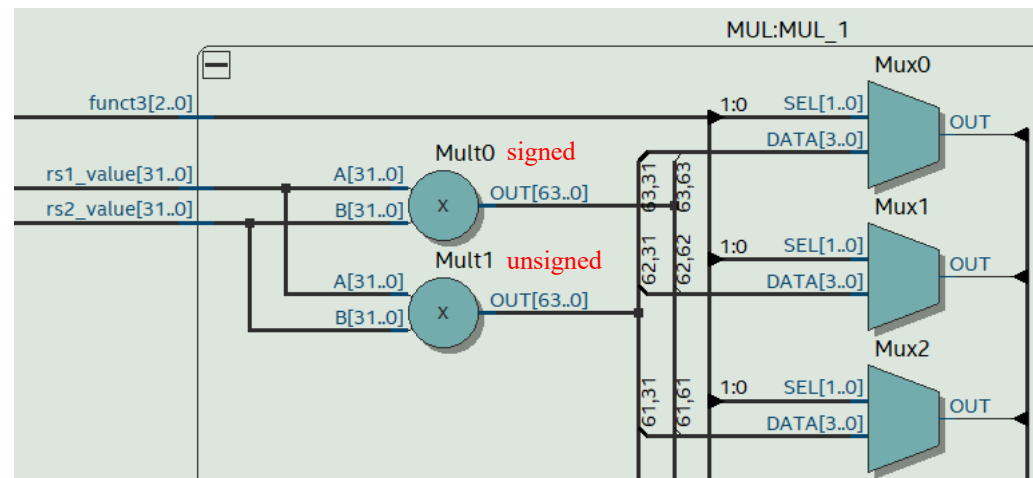 MUL:MUL_1
Mux0
funct3[2..0]
1:0
SEL[1..0]
OUT
DATA[3..0]
Mult0
signed
rs1_value[31..0]
A[31..0]
OUT[63..0]
rs2_value[31..0]
B[31..0]
x
63,31
63,63
Mux1
1:0
SEL[1..0]
OUT
DATA[3..0]
Mult1
unsigned
A[31..0]
OUT[63..0]
B[31..0]
x
62,31
62,62
Mux2
1:0
SEL[1..0]
OUT
DATA[3..0]
61,31
61,61